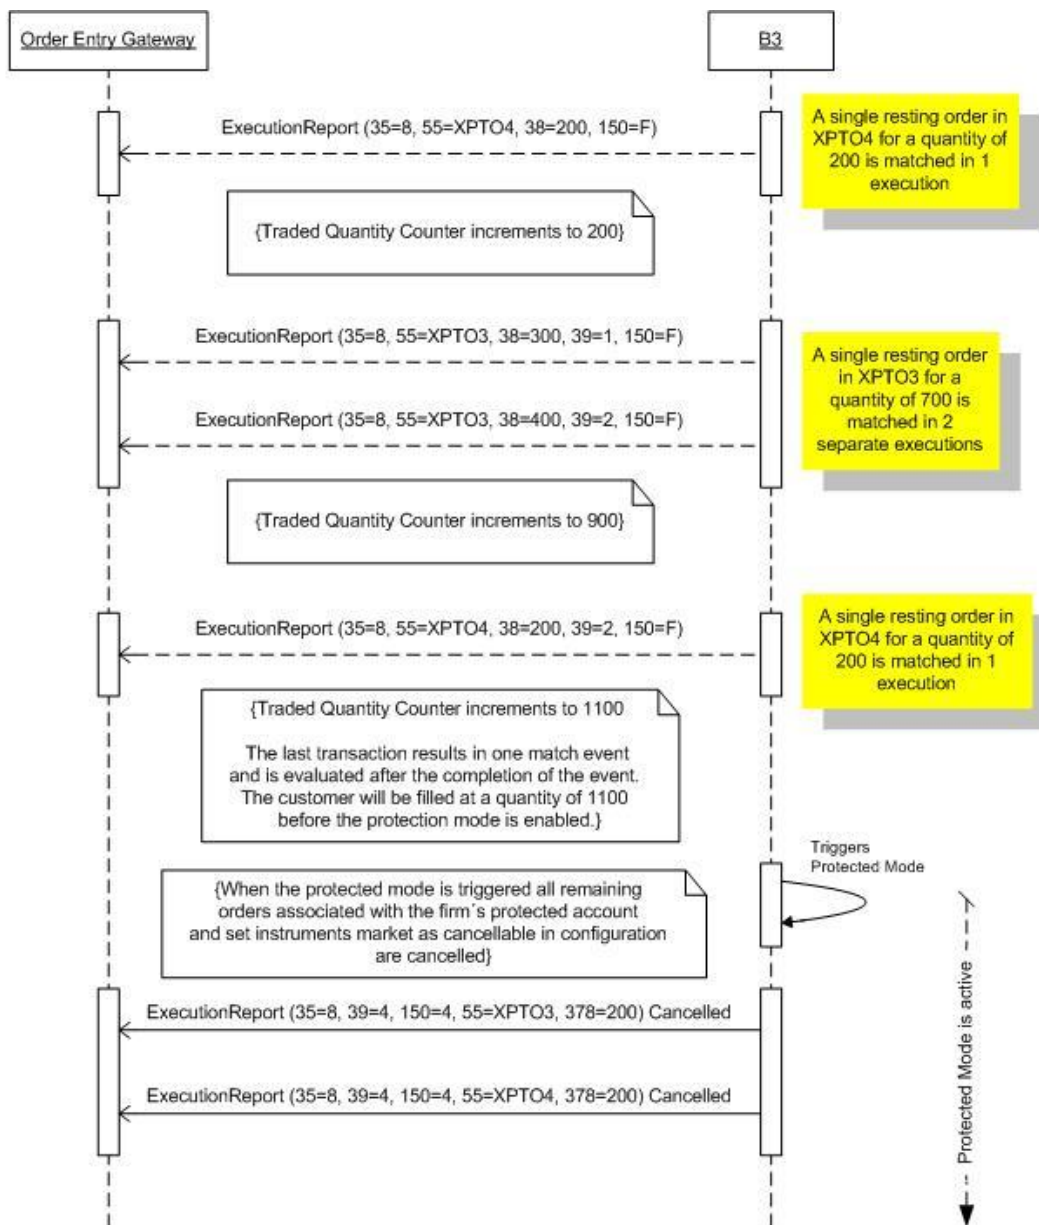 Order Entry Gateway
B3
ExecutionReport (35=8, 55=XPTO4, 38=200, 150=F)
A single resting order in
XPTO4 for a quantity of
200 is matched in 1
execution
{Traded Quantity Counter increments to 200}
ExecutionReport (35=8, 55=XPTO3, 38=300, 39=1, 150=F)
A single resting order
in XPTO3 for a
quantity of 700 is
matched in 2
separate executions
ExecutionReport (35=8, 55=XPTO3, 38=400, 39=2, 150=F)
{Traded Quantity Counter increments to 900}
ExecutionReport (35=8, 55=XPTO4, 38=200, 39=2, 150=F)
A single resting order in
XPTO4 for a quantity of
200 is matched in 1
execution
{Traded Quantity Counter increments to 1100
The last transaction results in one match event
and is evaluated after the completion of the event.
The customer will be filled at a quantity of 1100
before the protection mode is enabled.}
Triggers
Protected Mode
{When the protected mode is triggered all remaining
orders associated with the firm´s protected account
and set instruments market as cancellable in configuration
are cancelled}
ExecutionReport (35=8, 39=4, 150=4, 55=XPTO3, 378=200) Cancelled
ExecutionReport (35=8, 39=4, 150=4, 55=XPTO4, 378=200) Cancelled
Protected Mode is active